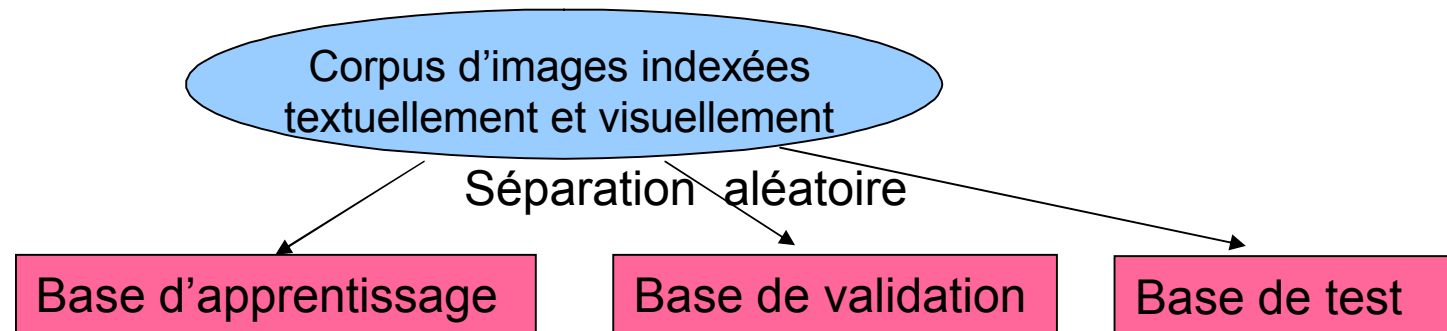 Corpus d’images indexées
textuellement et visuellement
Séparation aléatoire
Base d’apprentissage
Base de validation
Base de test